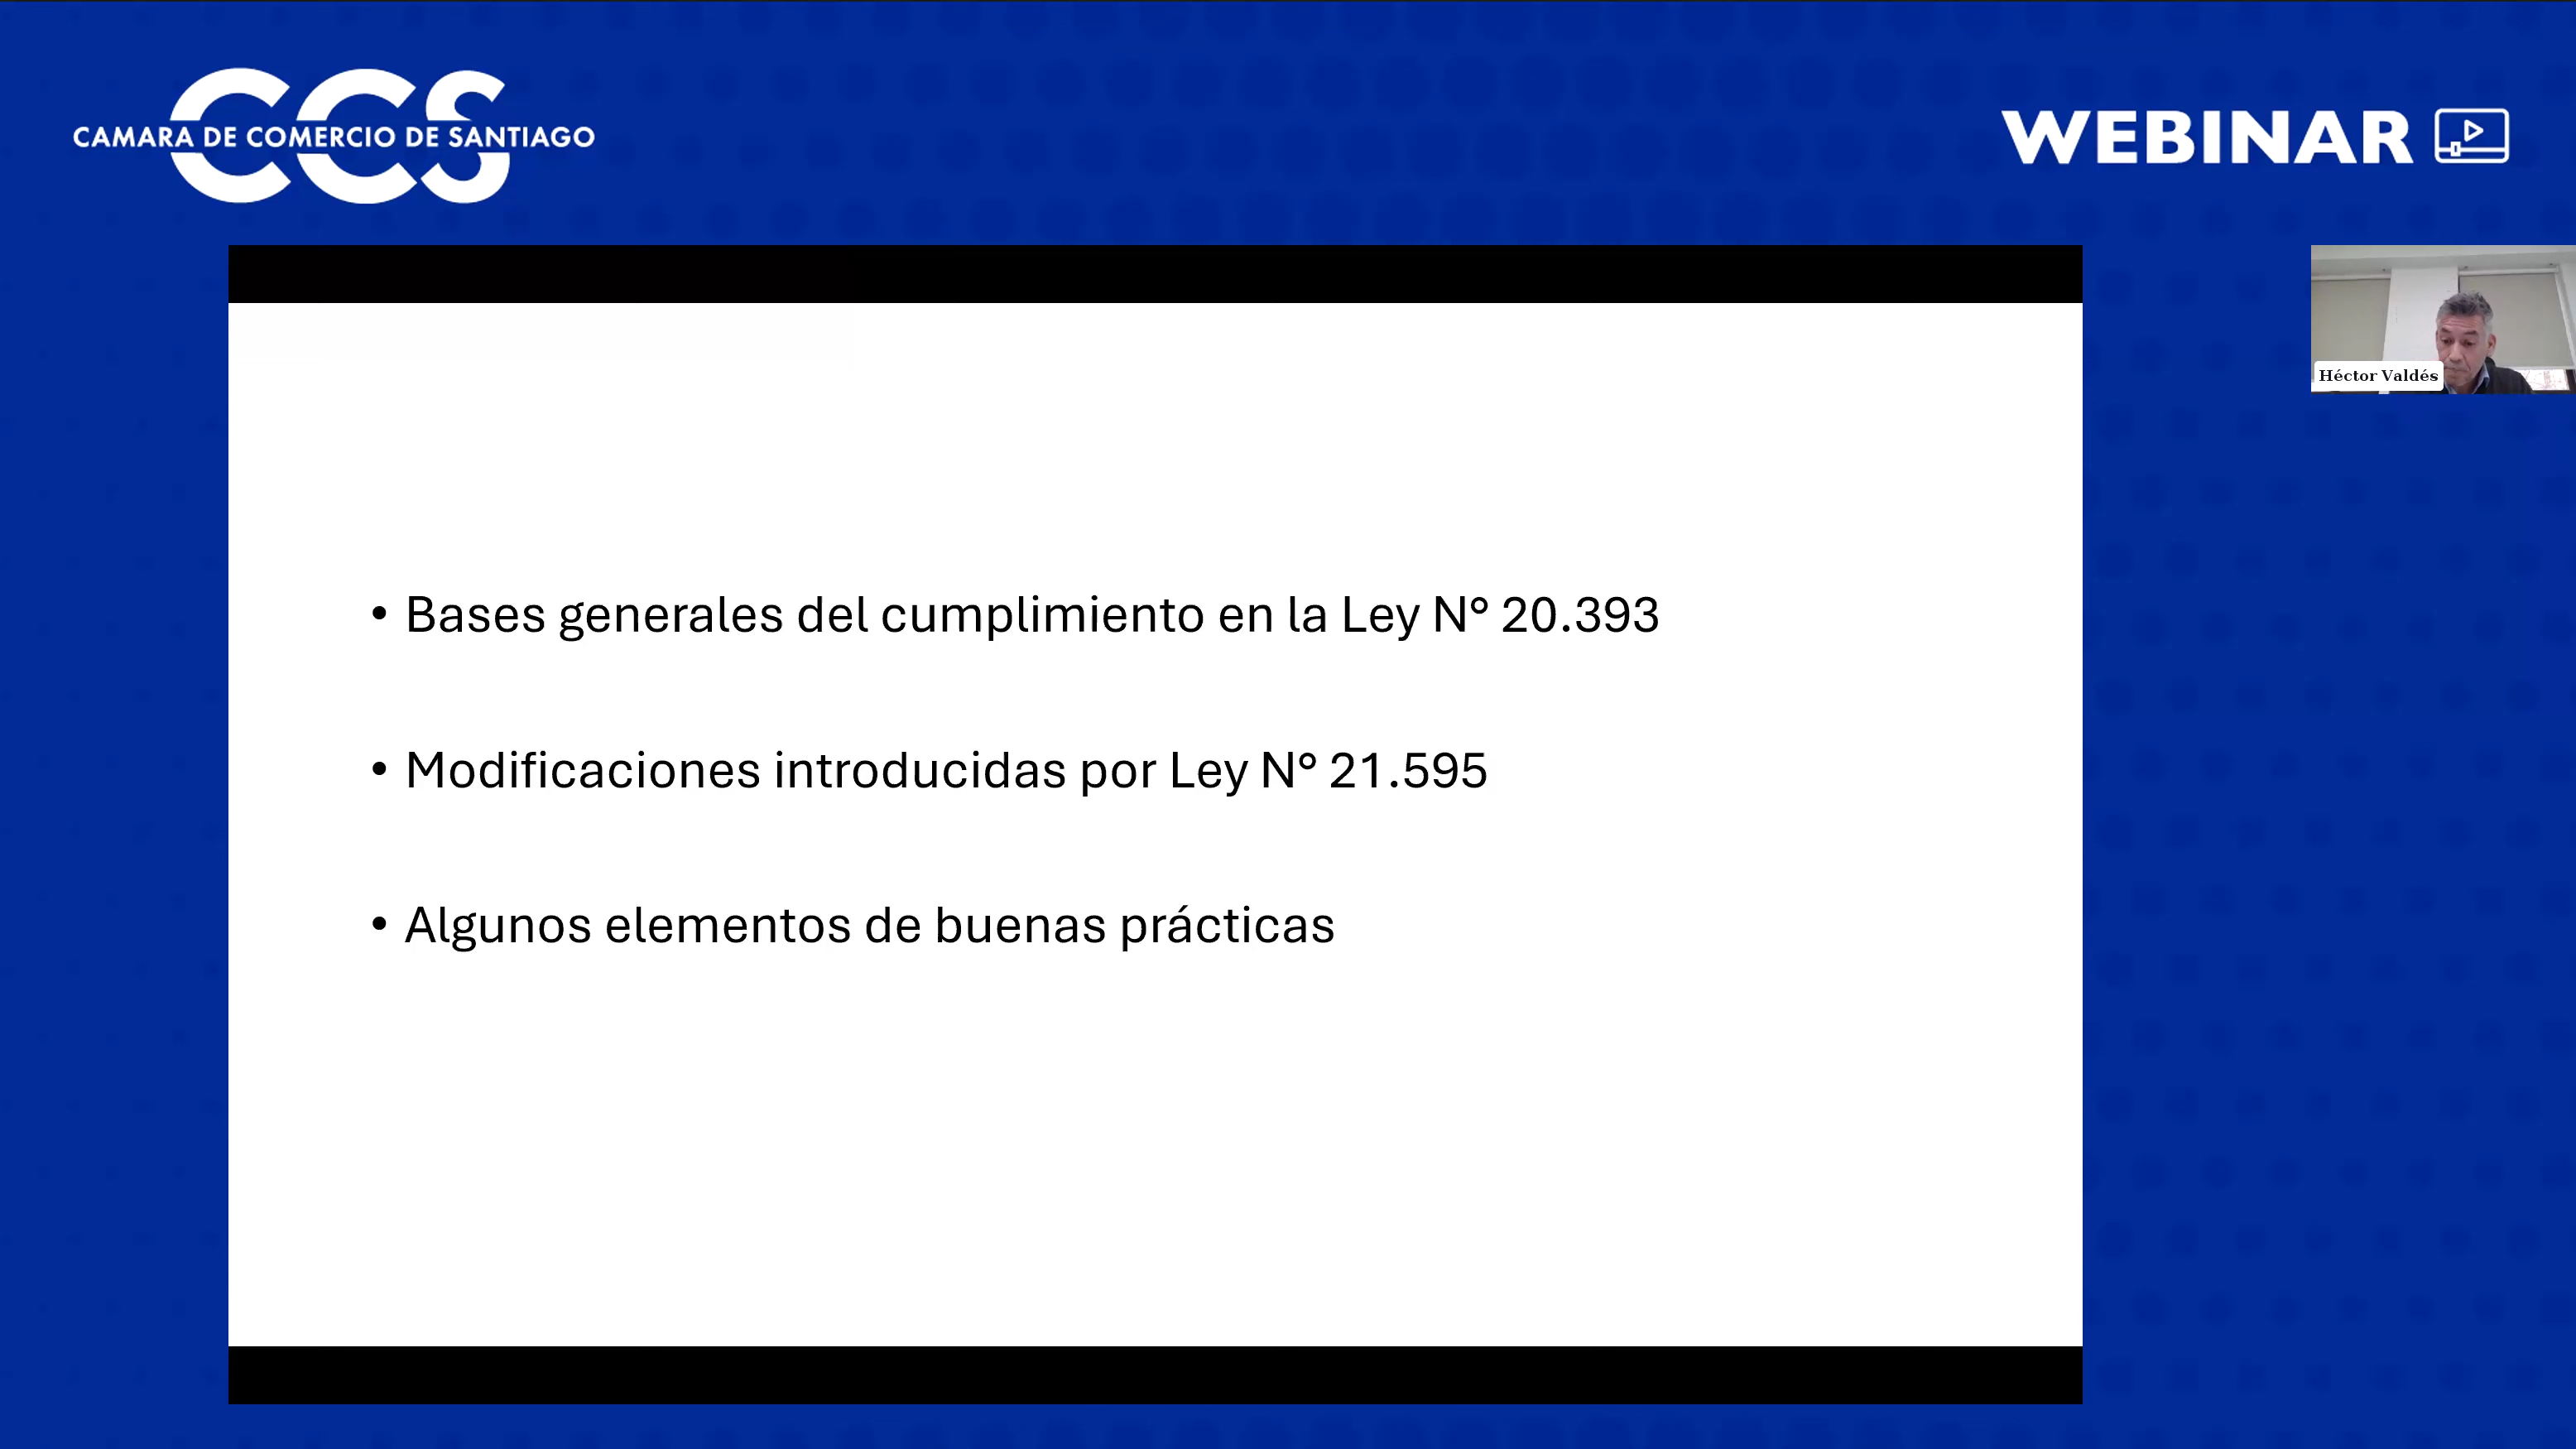 CCS
CAMARA DE COMERCIO DE SANTIAGO
WEBINAR
Héctor Valdés
• Bases generales del cumplimiento en la Ley N° 20.393
• Modificaciones introducidas por Ley N° 21.595
• Algunos elementos de buenas prácticas